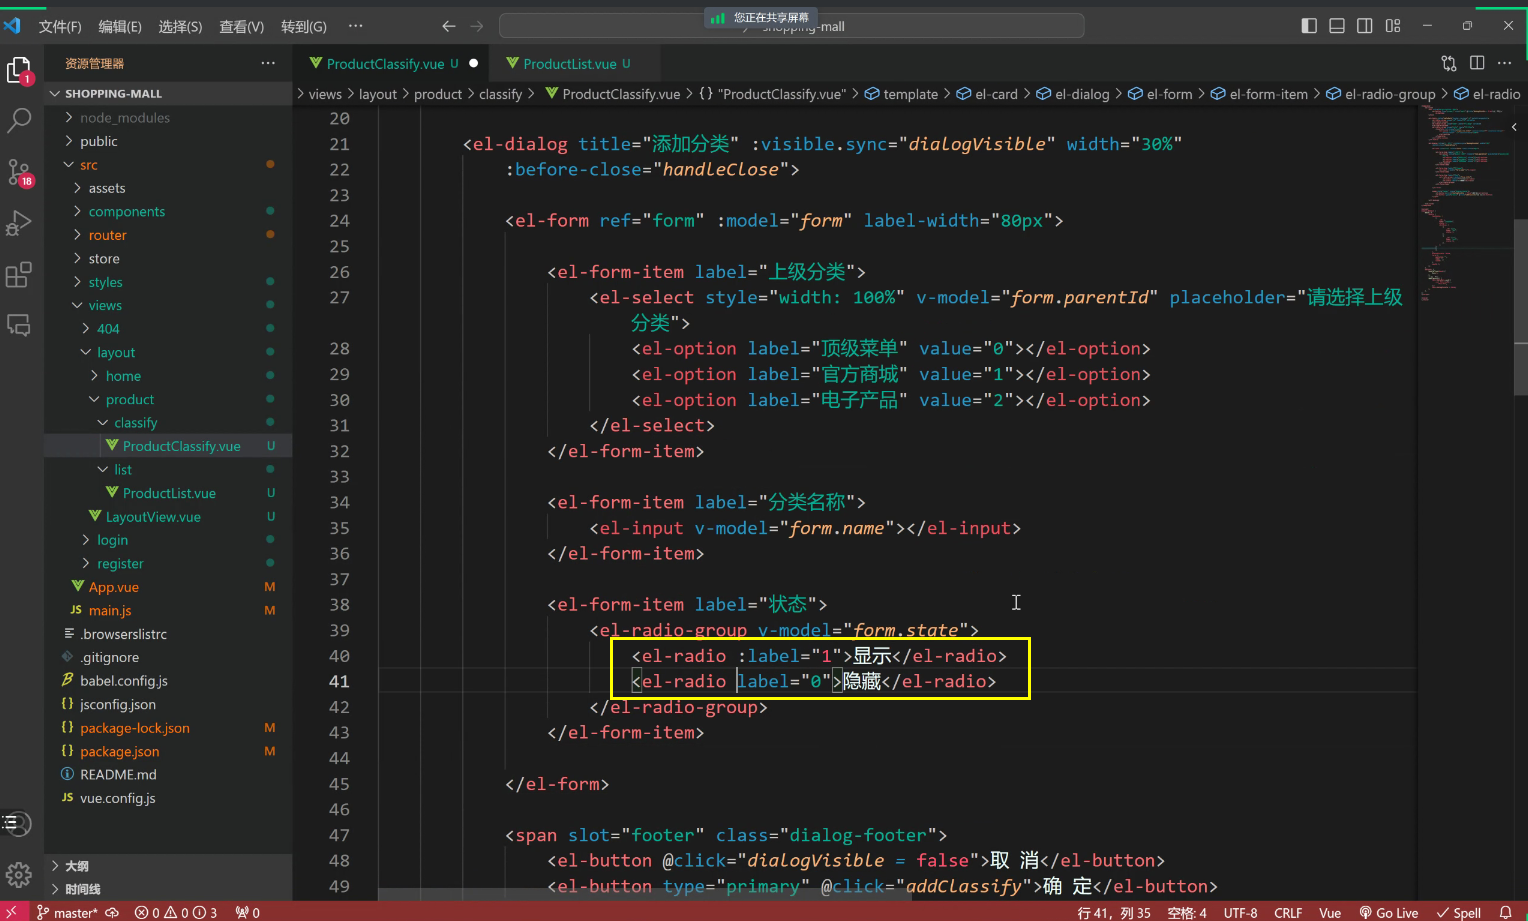 文件(F) 编辑(E) 选择(S) 查看(V) 转到(G) ···
您正在共享屏幕
shopping-mall
资源管理器 ···
ProductClassify.vue U
ProductList.vue U
SHOPPING-MALL
views > layout > product > classify > ProductClassify.vue > {} "ProductClassify.vue" > template > el-card > el-dialog > el-form > el-form-item > el-radio-group > el-radio
1
18
node_modules
public
src
assets
components
router
store
styles
views
404
layout
home
product
classify
ProductClassify.vue U
list
ProductList.vue U
LayoutView.vue U
login
register
App.vue M
JS main.js M
.browserslistrc
.gitignore
babel.config.js
{} jsconfig.json
{} package-lock.json M
{} package.json M
README.md
JS vue.config.js
大纲
时间线
20
21 <el-dialog title="添加分类" :visible.sync="dialogVisible" width="30%"
22 :before-close="handleClose">
23
24 <el-form ref="form" :model="form" label-width="80px">
25
26 <el-form-item label="上级分类">
27 <el-select style="width: 100%" v-model="form.parentId" placeholder="请选择上级
分类">
28 <el-option label="顶级菜单" value="0"></el-option>
29 <el-option label="官方商城" value="1"></el-option>
30 <el-option label="电子产品" value="2"></el-option>
31 </el-select>
32 </el-form-item>
33
34 <el-form-item label="分类名称">
35 <el-input v-model="form.name"></el-input>
36 </el-form-item>
37
38 <el-form-item label="状态">
39 <el-radio-group v-model="form.state">
40 <el-radio :label="1">显示</el-radio>
41 <el-radio label="0">隐藏</el-radio>
42 </el-radio-group>
43 </el-form-item>
44
45 </el-form>
46
47 <span slot="footer" class="dialog-footer">
48 <el-button @click="dialogVisible = false">取 消</el-button>
49 <el-button type="primary" @click="addClassify">确 定</el-button>
master* 0 0 3 0 行 41，列 35 空格: 4 UTF-8 CRLF Vue Go Live Spell